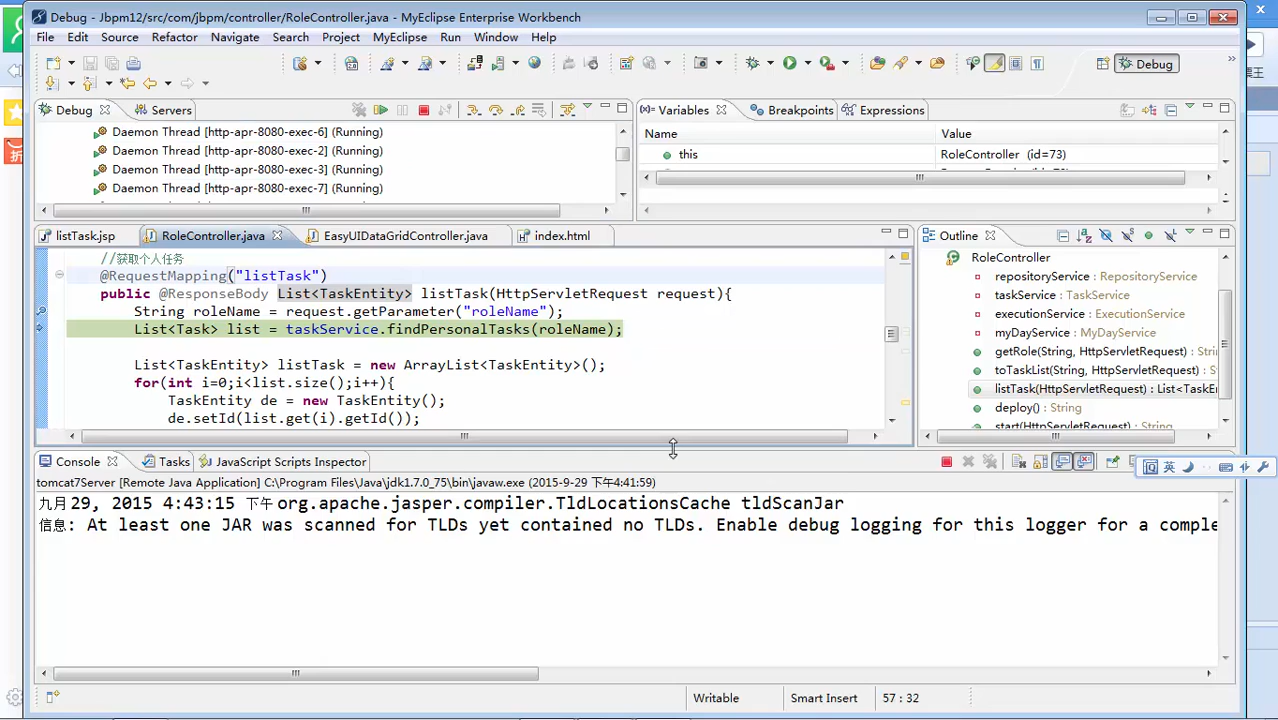 Debug - Jbpm12/src/com/jbpm/controller/RoleController.java - MyEclipse Enterprise Workbench
File Edit Source Refactor Navigate Search Project MyEclipse Run Window Help
Debug
Debug Servers
Daemon Thread [http-apr-8080-exec-6] (Running)
Daemon Thread [http-apr-8080-exec-2] (Running)
Daemon Thread [http-apr-8080-exec-3] (Running)
Daemon Thread [http-apr-8080-exec-7] (Running)
Variables Breakpoints Expressions
Name Value
this RoleController (id=73)
listTask.jsp RoleController.java EasyUIDataGridController.java index.html
//获取个人任务
@RequestMapping("listTask")
public @ResponseBody List<TaskEntity> listTask(HttpServletRequest request){
String roleName = request.getParameter("roleName");
List<Task> list = taskService.findPersonalTasks(roleName);
List<TaskEntity> listTask = new ArrayList<TaskEntity>();
for(int i=0;i<list.size();i++){
TaskEntity de = new TaskEntity();
de.setId(list.get(i).getId());
Outline
RoleController
repositoryService : RepositoryService
taskService : TaskService
executionService : ExecutionService
myDayService : MyDayService
getRole(String, HttpServletRequest) : Strin
toTaskList(String, HttpServletRequest) : St
listTask(HttpServletRequest) : List<TaskE
deploy() : String
start(HttpServletRequest) : String
Console Tasks JavaScript Scripts Inspector
英
tomcat7Server [Remote Java Application] C:\Program Files\Java\jdk1.7.0_75\bin\javaw.exe (2015-9-29 下午4:41:59)
九月 29, 2015 4:43:15 下午 org.apache.jasper.compiler.TldLocationsCache tldScanJar
信息: At least one JAR was scanned for TLDs yet contained no TLDs. Enable debug logging for this logger for a comple
Writable Smart Insert 57 : 32